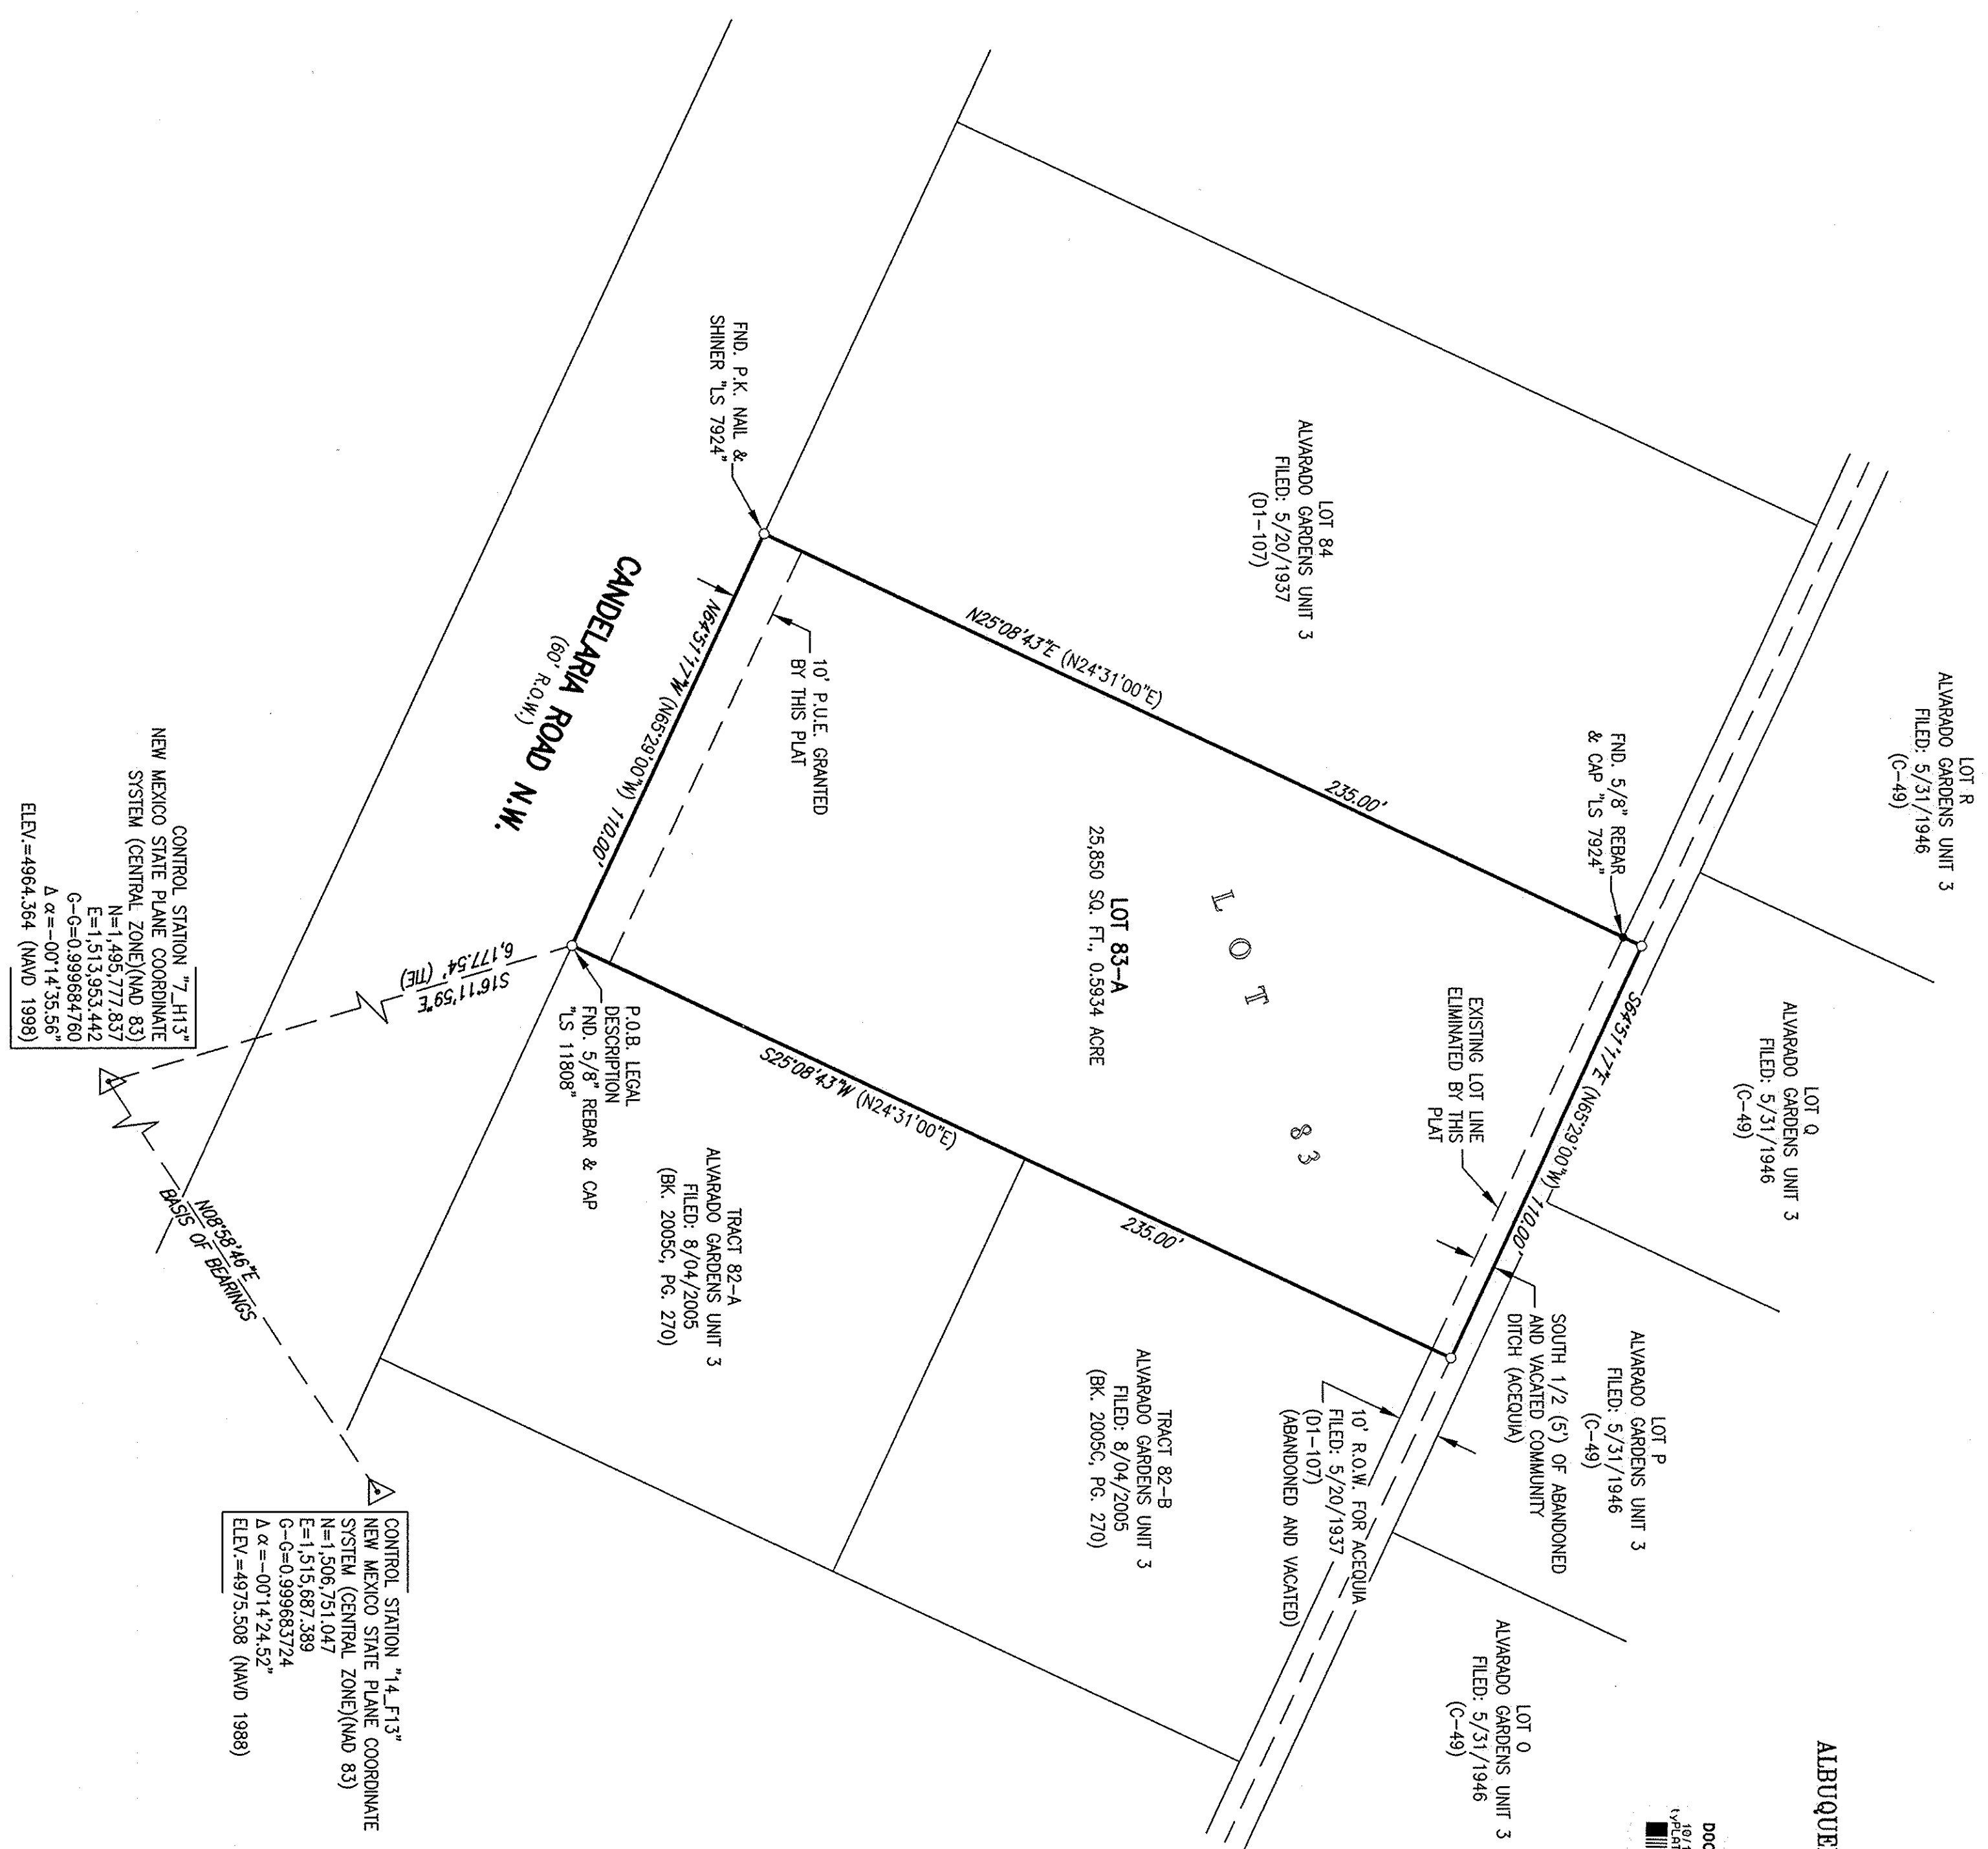 LOT R
ALVARADO GARDENS UNIT 3
FILED: 5/31/1946
(C-49)
LOT Q
ALVARADO GARDENS UNIT 3
FILED: 5/31/1946
(C-49)
LOT P
ALVARADO GARDENS UNIT 3
FILED: 5/31/1946
(C-49)
LOT O
ALVARADO GARDENS UNIT 3
FILED: 5/31/1946
(C-49)
FND. 5/8" REBAR
& CAP "LS 7924"
S64°51'17"E (N65°29'00"W) 110.00'
SOUTH 1/2 (5') OF ABANDONED
AND VACATED COMMUNITY
DITCH (ACEQUIA)
EXISTING LOT LINE
ELIMINATED BY THIS
PLAT
10' R.O.W. FOR ACEQUIA
FILED: 5/20/1937
(D1-107)
(ABANDONED AND VACATED)
LOT 84
ALVARADO GARDENS UNIT 3
FILED: 5/20/1937
(D1-107)
N25°08'43"E (N24°31'00"E)
235.00'
LOT 83
LOT 83-A
25,850 SQ. FT., 0.5934 ACRE
TRACT 82-B
ALVARADO GARDENS UNIT 3
FILED: 8/04/2005
(BK. 2005C, PG. 270)
S25°08'43"W (N24°31'00"E)
235.00'
TRACT 82-A
ALVARADO GARDENS UNIT 3
FILED: 8/04/2005
(BK. 2005C, PG. 270)
10' P.U.E. GRANTED
BY THIS PLAT
FND. P.K. NAIL &
SHINER "LS 7924"
N64°51'17"W (N65°29'00"W) 110.00'
CANDELARIA ROAD N.W.
(60' R.O.W.)
P.O.B. LEGAL
DESCRIPTION
FND. 5/8" REBAR & CAP
"LS 11808"
S16°11'59"E
6,177.54' (TIE)
N08°58'46"E
BASIS OF BEARINGS
CONTROL STATION "7_H13"
NEW MEXICO STATE PLANE COORDINATE
SYSTEM (CENTRAL ZONE)(NAD 83)
N=1,495,777.837
E=1,513,953.442
G-G=0.999684760
Δ α=-00°14'35.56"
ELEV.=4964.364 (NAVD 1998)
CONTROL STATION "14_F13"
NEW MEXICO STATE PLANE COORDINATE
SYSTEM (CENTRAL ZONE)(NAD 83)
N=1,506,751.047
E=1,515,687.389
G-G=0.999683724
Δ α=-00°14'24.52"
ELEV.=4975.508 (NAVD 1988)
ALBUQUE
DOC
10/1
tyPLAT